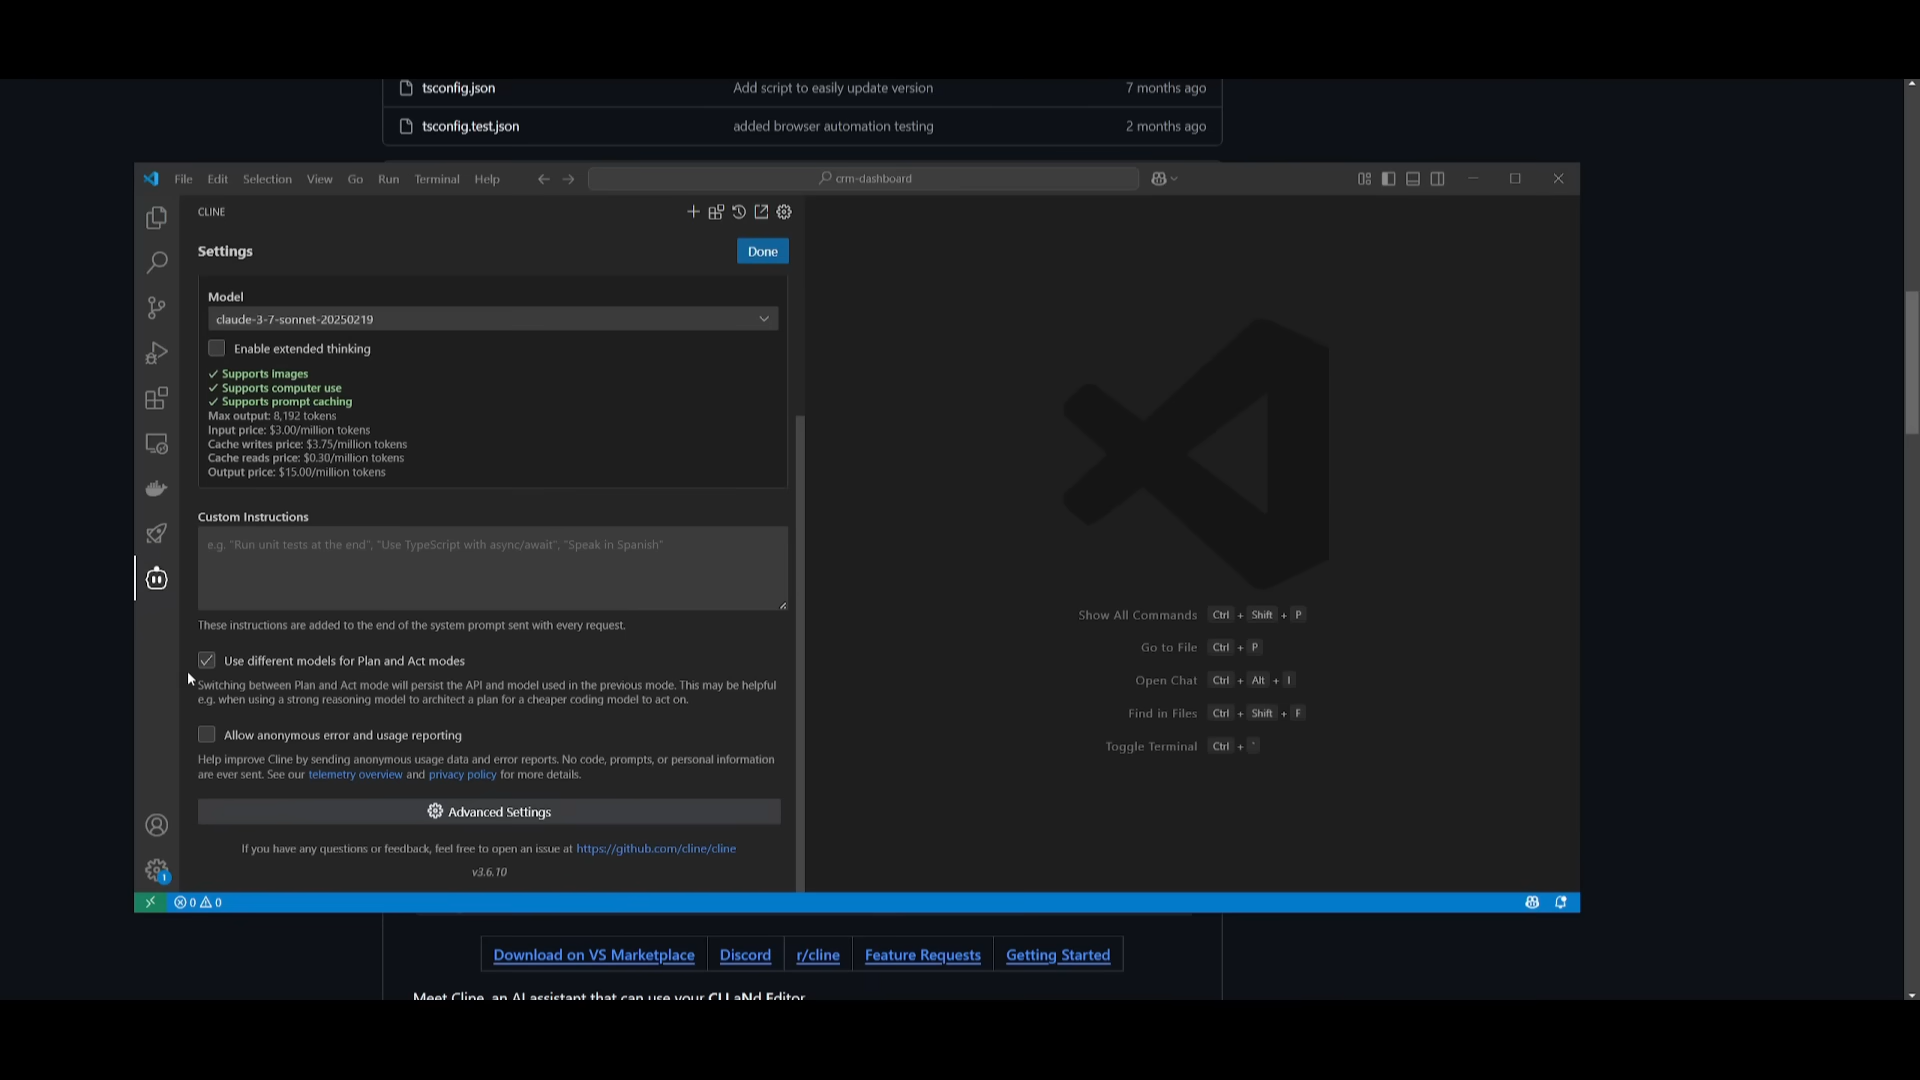 tsconfig.json Add script to easily update version 7 months ago
tsconfig.test.json added browser automation testing 2 months ago
File Edit Selection View Go Run Terminal Help crm-dashboard
CLINE
Settings Done
Model
claude-3-7-sonnet-20250219
Enable extended thinking
✓ Supports images
✓ Supports computer use
✓ Supports prompt caching
Max output: 8,192 tokens
Input price: $3.00/million tokens
Cache writes price: $3.75/million tokens
Cache reads price: $0.30/million tokens
Output price: $15.00/million tokens
Custom Instructions
e.g. "Run unit tests at the end", "Use TypeScript with async/await", "Speak in Spanish"
These instructions are added to the end of the system prompt sent with every request.
Use different models for Plan and Act modes
Switching between Plan and Act mode will persist the API and model used in the previous mode. This may be helpful
e.g. when using a strong reasoning model to architect a plan for a cheaper coding model to act on.
Allow anonymous error and usage reporting
Help improve Cline by sending anonymous usage data and error reports. No code, prompts, or personal information
are ever sent. See our telemetry overview and privacy policy for more details.
Advanced Settings
If you have any questions or feedback, feel free to open an issue at https://github.com/cline/cline
v3.6.10
Show All Commands Ctrl + Shift + P
Go to File Ctrl + P
Open Chat Ctrl + Alt + I
Find in Files Ctrl + Shift + F
Toggle Terminal Ctrl + `
1
0 0
Download on VS Marketplace Discord r/cline Feature Requests Getting Started
Meet Cline, an AI assistant that can use your CLI aNd Editor